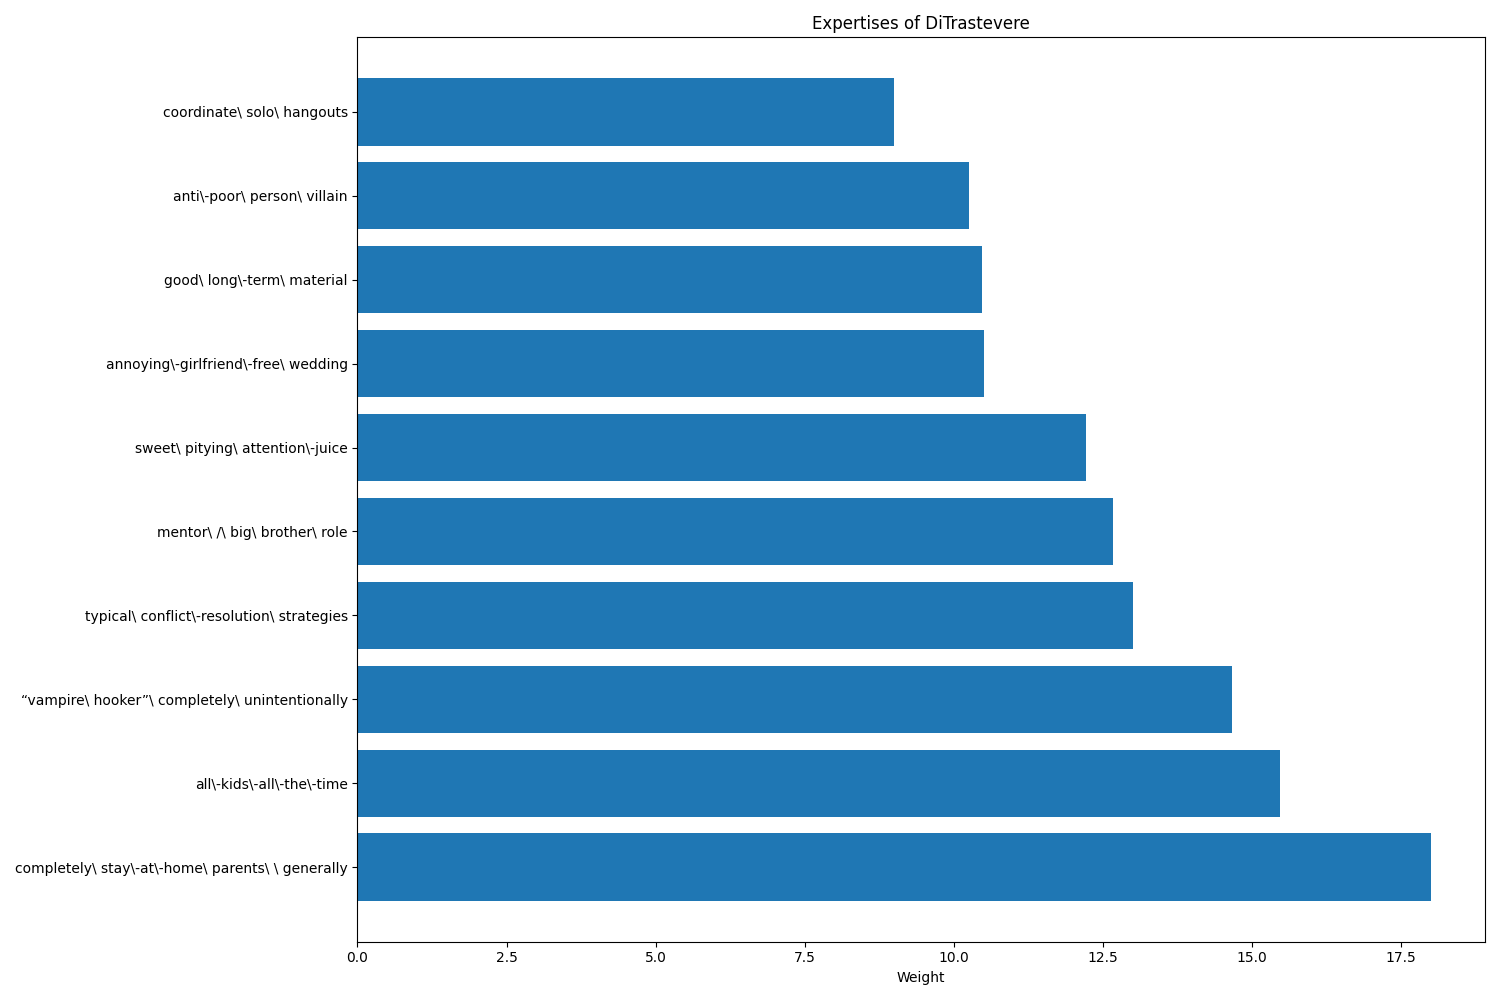 Expertises of DiTrastevere
coordinate\ solo\ hangouts
anti\-poor\ person\ villain
good\ long\-term\ material
annoying\-girlfriend\-free\ wedding
sweet\ pitying\ attention\-juice
mentor\ /\ big\ brother\ role
typical\ conflict\-resolution\ strategies
“vampire\ hooker”\ completely\ unintentionally
all\-kids\-all\-the\-time
completely\ stay\-at\-home\ parents\ \ generally
0.0 2.5 5.0 7.5 10.0 12.5 15.0 17.5
Weight